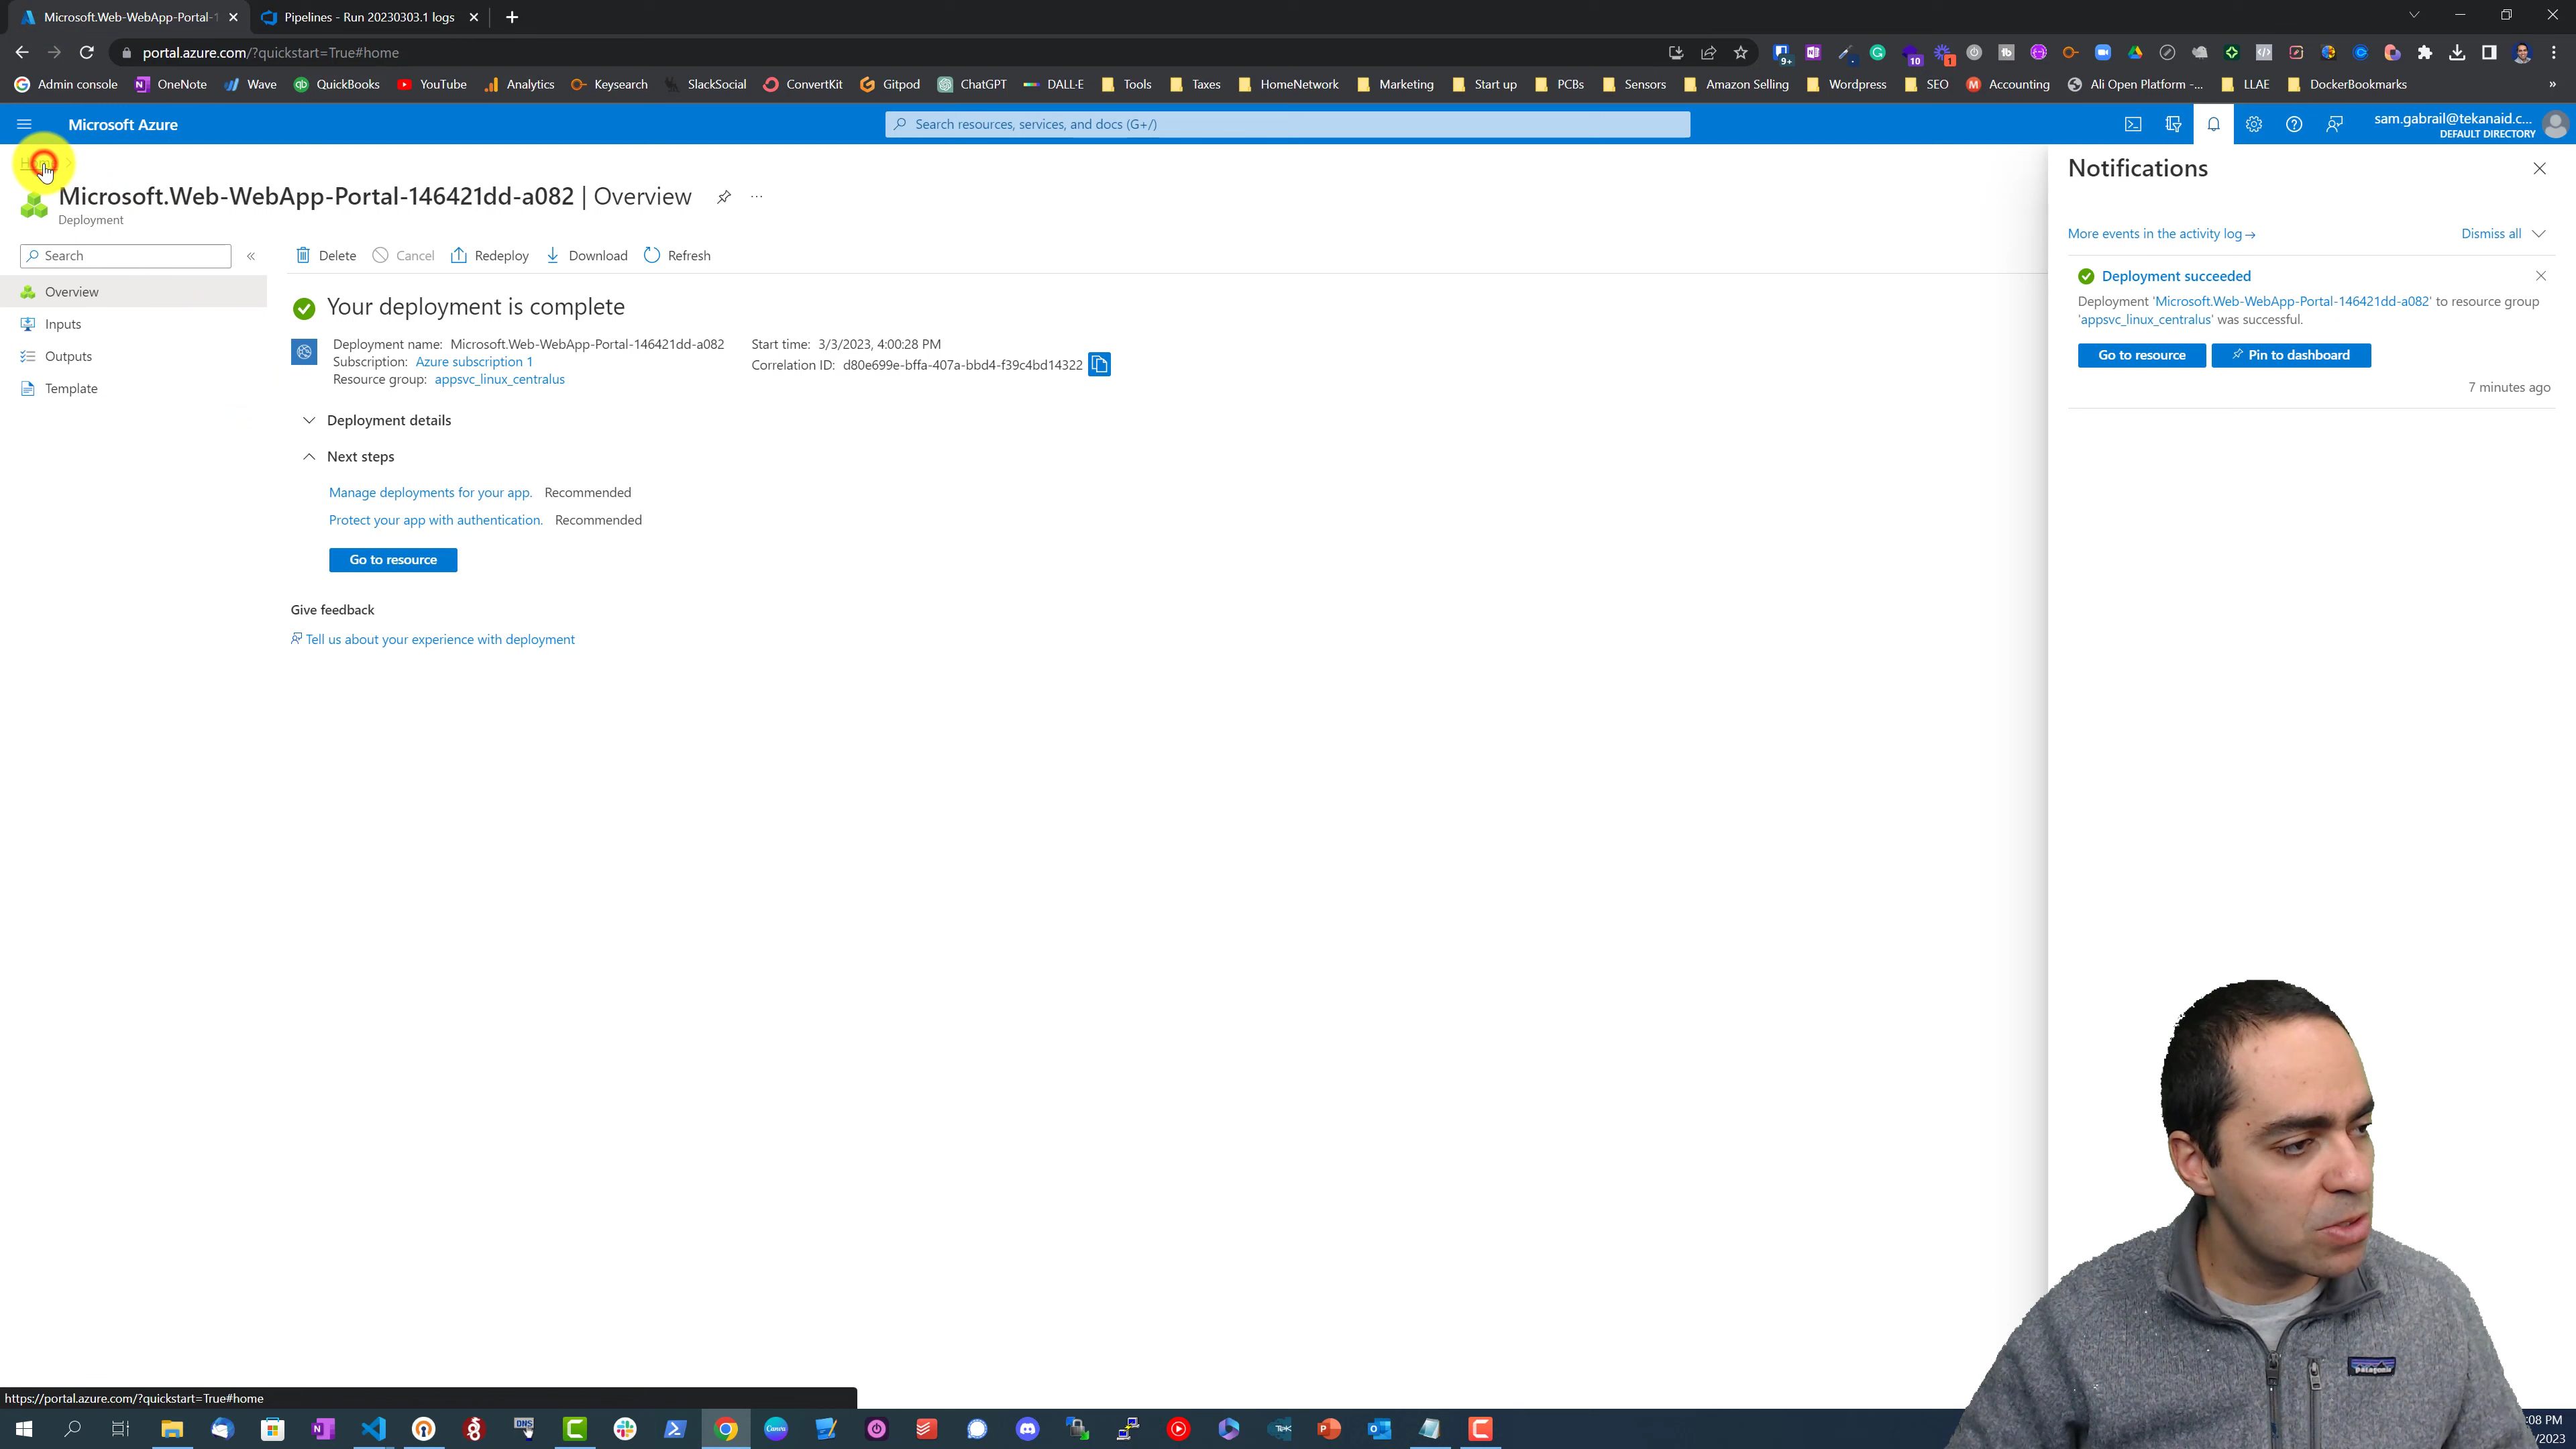 Microsoft.Web-WebApp-Portal-1
Pipelines - Run 20230303.1 logs
portal.azure.com/?quickstart=True#home
9+
10
1
Admin console
OneNote
Wave
QuickBooks
YouTube
Analytics
Keysearch
SlackSocial
ConvertKit
Gitpod
ChatGPT
DALL·E
Tools
Taxes
HomeNetwork
Marketing
Start up
PCBs
Sensors
Amazon Selling
Wordpress
SEO
Accounting
Ali Open Platform -...
LLAE
DockerBookmarks
»
Microsoft Azure
Search resources, services, and docs (G+/)
sam.gabrail@tekanaid.c...
DEFAULT DIRECTORY
Microsoft.Web-WebApp-Portal-146421dd-a082 | Overview
...
Deployment
Search
«
Overview
Inputs
Outputs
Template
Delete
Cancel
Redeploy
Download
Refresh
Your deployment is complete
Deployment name: Microsoft.Web-WebApp-Portal-146421dd-a082
Subscription: Azure subscription 1
Resource group: appsvc_linux_centralus
Start time: 3/3/2023, 4:00:28 PM
Correlation ID: d80e699e-bffa-407a-bbd4-f39c4bd14322
Deployment details
Next steps
Manage deployments for your app. Recommended
Protect your app with authentication. Recommended
Go to resource
Give feedback
Tell us about your experience with deployment
Notifications
More events in the activity log →
Dismiss all
Deployment succeeded
Deployment 'Microsoft.Web-WebApp-Portal-146421dd-a082' to resource group
'appsvc_linux_centralus' was successful.
Go to resource
Pin to dashboard
7 minutes ago
patagonia
https://portal.azure.com/?quickstart=True#home
DNS
Canva
:08 PM
/2023